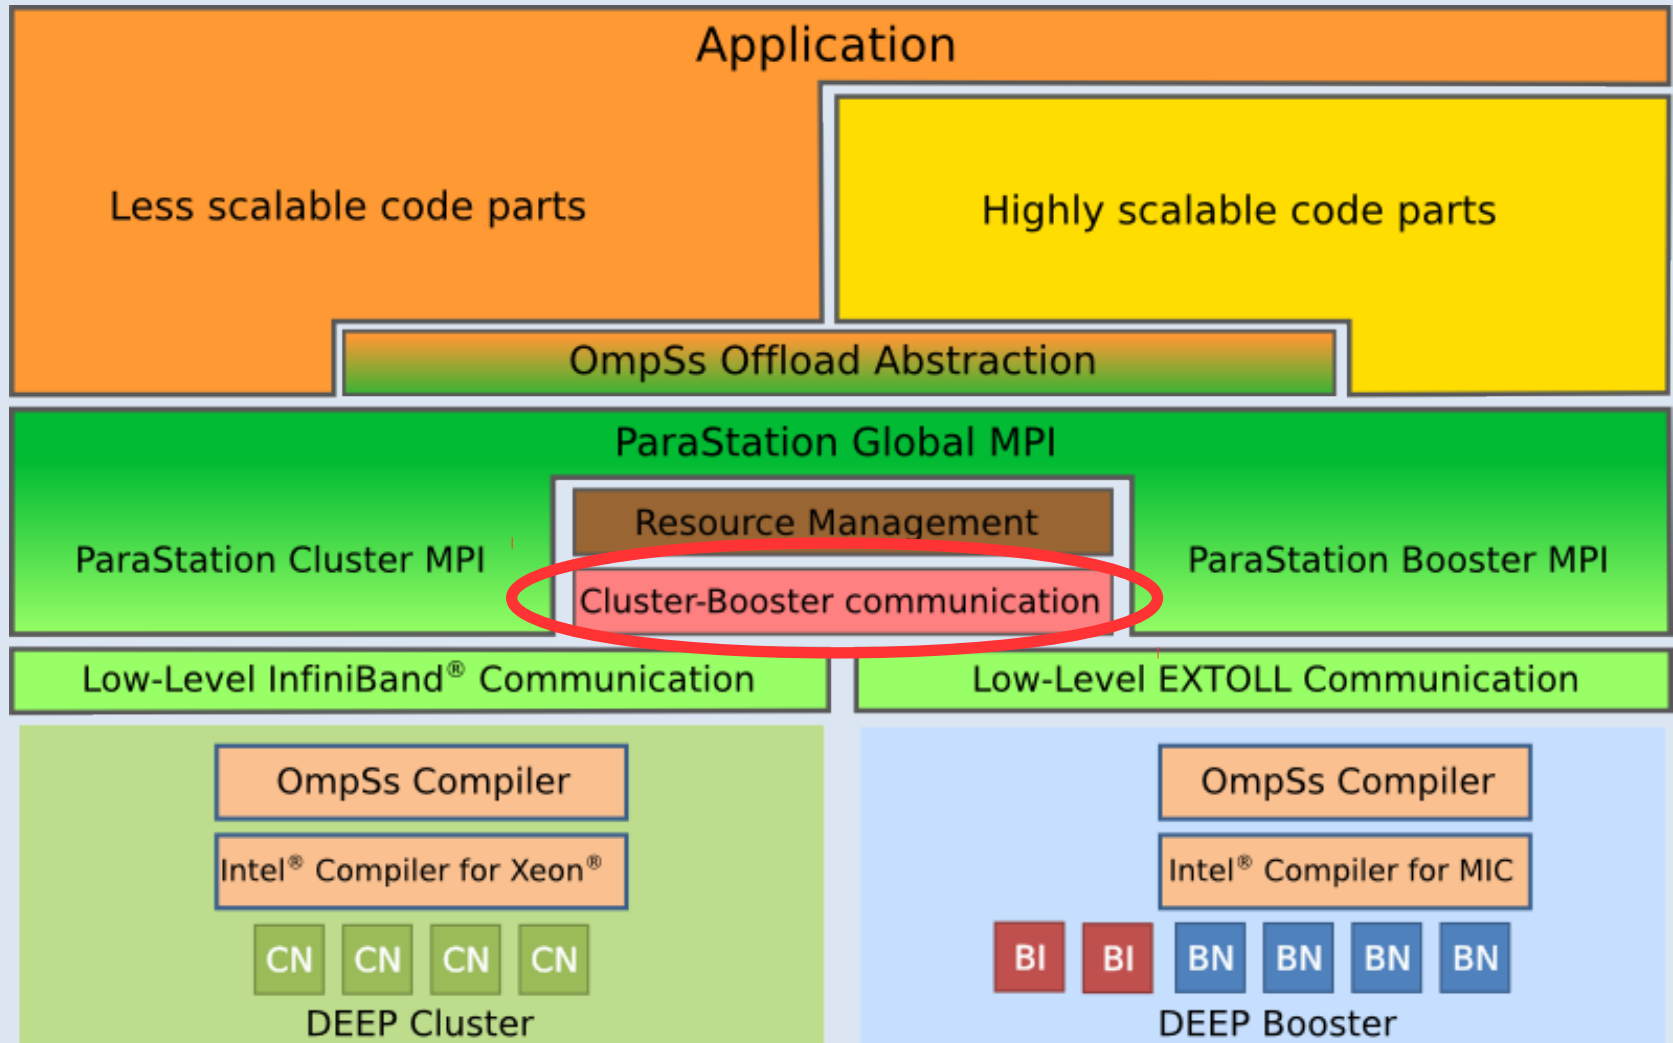 Application
Less scalable code parts
Highly scalable code parts
OmpSs Offload Abstraction
ParaStation Global MPI
Resource Management
ParaStation Cluster MPI
ParaStation Booster MPI
Cluster-Booster communication
Low-Level InfiniBand® Communication
Low-Level EXTOLL Communication
OmpSs Compiler
OmpSs Compiler
Intel® Compiler for Xeon®
Intel® Compiler for MIC
CN CN CN CN
BI BI BN BN BN BN
DEEP Cluster
DEEP Booster